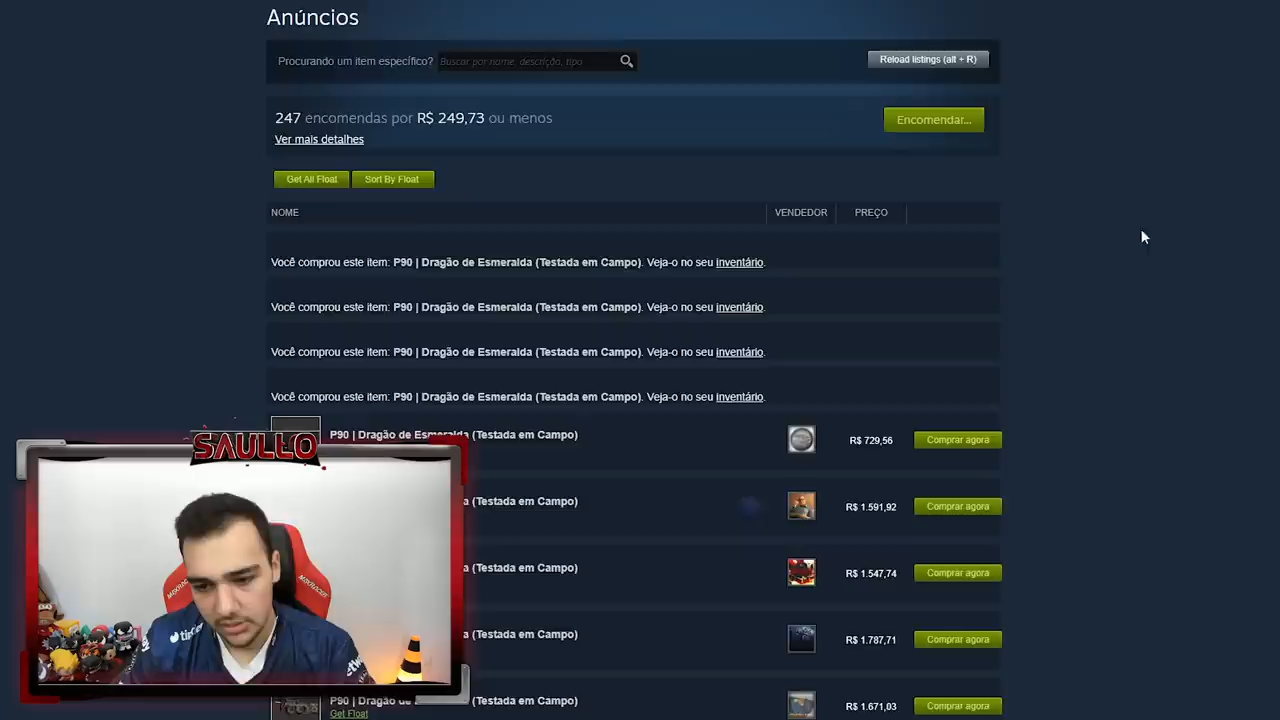 Anúncios
Procurando um item específico? Buscar por nome, descrição, tipo
Reload listings (alt + R)
247 encomendas por R$ 249,73 ou menos
Encomendar...
Ver mais detalhes
Get All Float Sort By Float
NOME VENDEDOR PREÇO
Você comprou este item: P90 | Dragão de Esmeralda (Testada em Campo). Veja-o no seu inventário.
Você comprou este item: P90 | Dragão de Esmeralda (Testada em Campo). Veja-o no seu inventário.
Você comprou este item: P90 | Dragão de Esmeralda (Testada em Campo). Veja-o no seu inventário.
Você comprou este item: P90 | Dragão de Esmeralda (Testada em Campo). Veja-o no seu inventário.
P90 | Dragão de Esmeralda (Testada em Campo) R$ 729,56 Comprar agora
SAULLO
a (Testada em Campo) R$ 1.591,92 Comprar agora
a (Testada em Campo) R$ 1.547,74 Comprar agora
a (Testada em Campo) R$ 1.787,71 Comprar agora
P90 | Dragão de (Testada em Campo) R$ 1.671,03 Comprar agora
Get Float